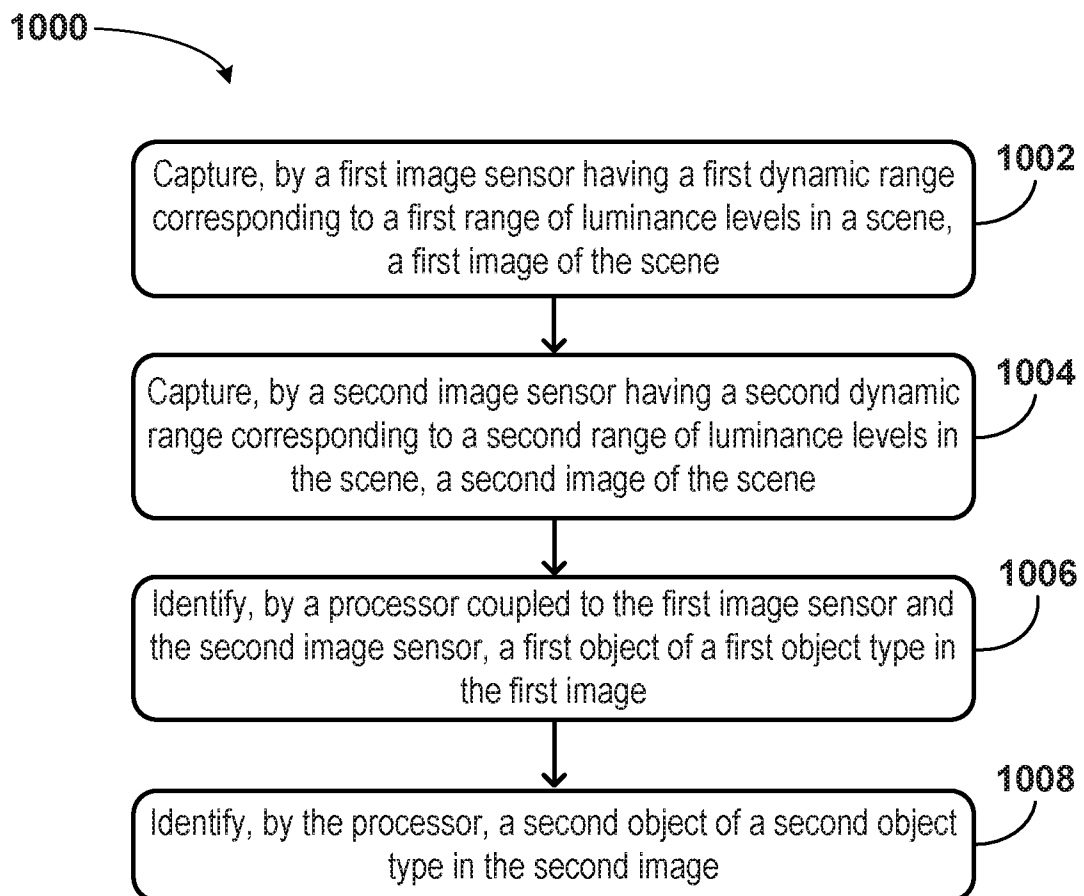 1000
1002
Capture, by a first image sensor having a first dynamic range
corresponding to a first range of luminance levels in a scene,
a first image of the scene
1004
Capture, by a second image sensor having a second dynamic
range corresponding to a second range of luminance levels in
the scene, a second image of the scene
1006
Identify, by a processor coupled to the first image sensor and
the second image sensor, a first object of a first object type in
the first image
1008
Identify, by the processor, a second object of a second object
type in the second image